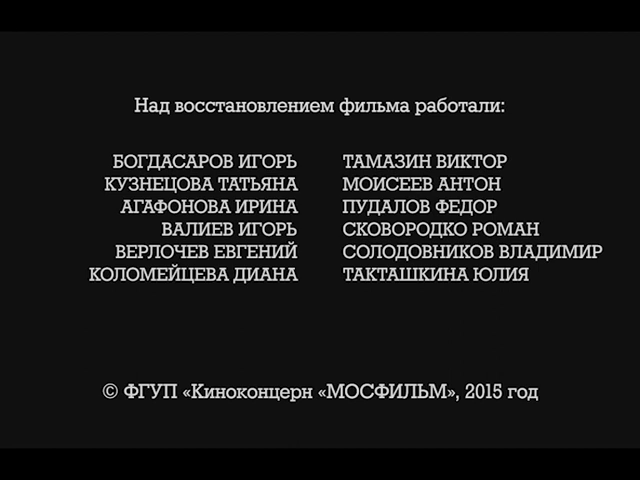 Над восстановлением фильма работали:
БОГДАСАРОВ ИГОРЬ ТАМАЗИН ВИКТОР
КУЗНЕЦОВА ТАТЬЯНА МОИСЕЕВ АНТОН
АГАФОНОВА ИРИНА ПУДАЛОВ ФЕДОР
ВАЛИЕВ ИГОРЬ СКОВОРОДКО РОМАН
ВЕРЛОЧЕВ ЕВГЕНИЙ СОЛОДОВНИКОВ ВЛАДИМИР
КОЛОМЕЙЦЕВА ДИАНА ТАКТАШКИНА ЮЛИЯ
© ФГУП «Киноконцерн «МОСФИЛЬМ», 2015 год